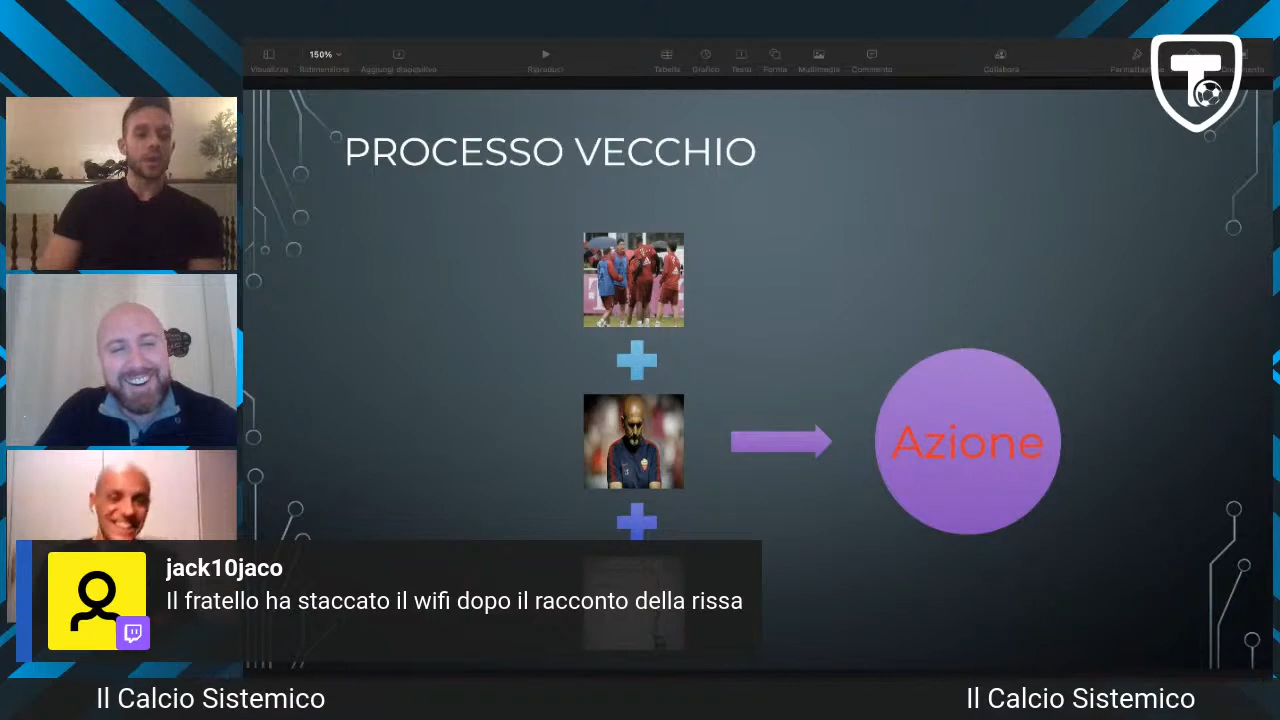 150%
Visualizza
Ridimensiona
Aggiungi diapositiva
Riproduci
Tabella
Grafico
Testo
Forma
Multimedia
Commento
Collabora
PROCESSO VECCHIO
Azione
jack10jaco
Il fratello ha staccato il wifi dopo il racconto della rissa
Il Calcio Sistemico
Il Calcio Sistemico